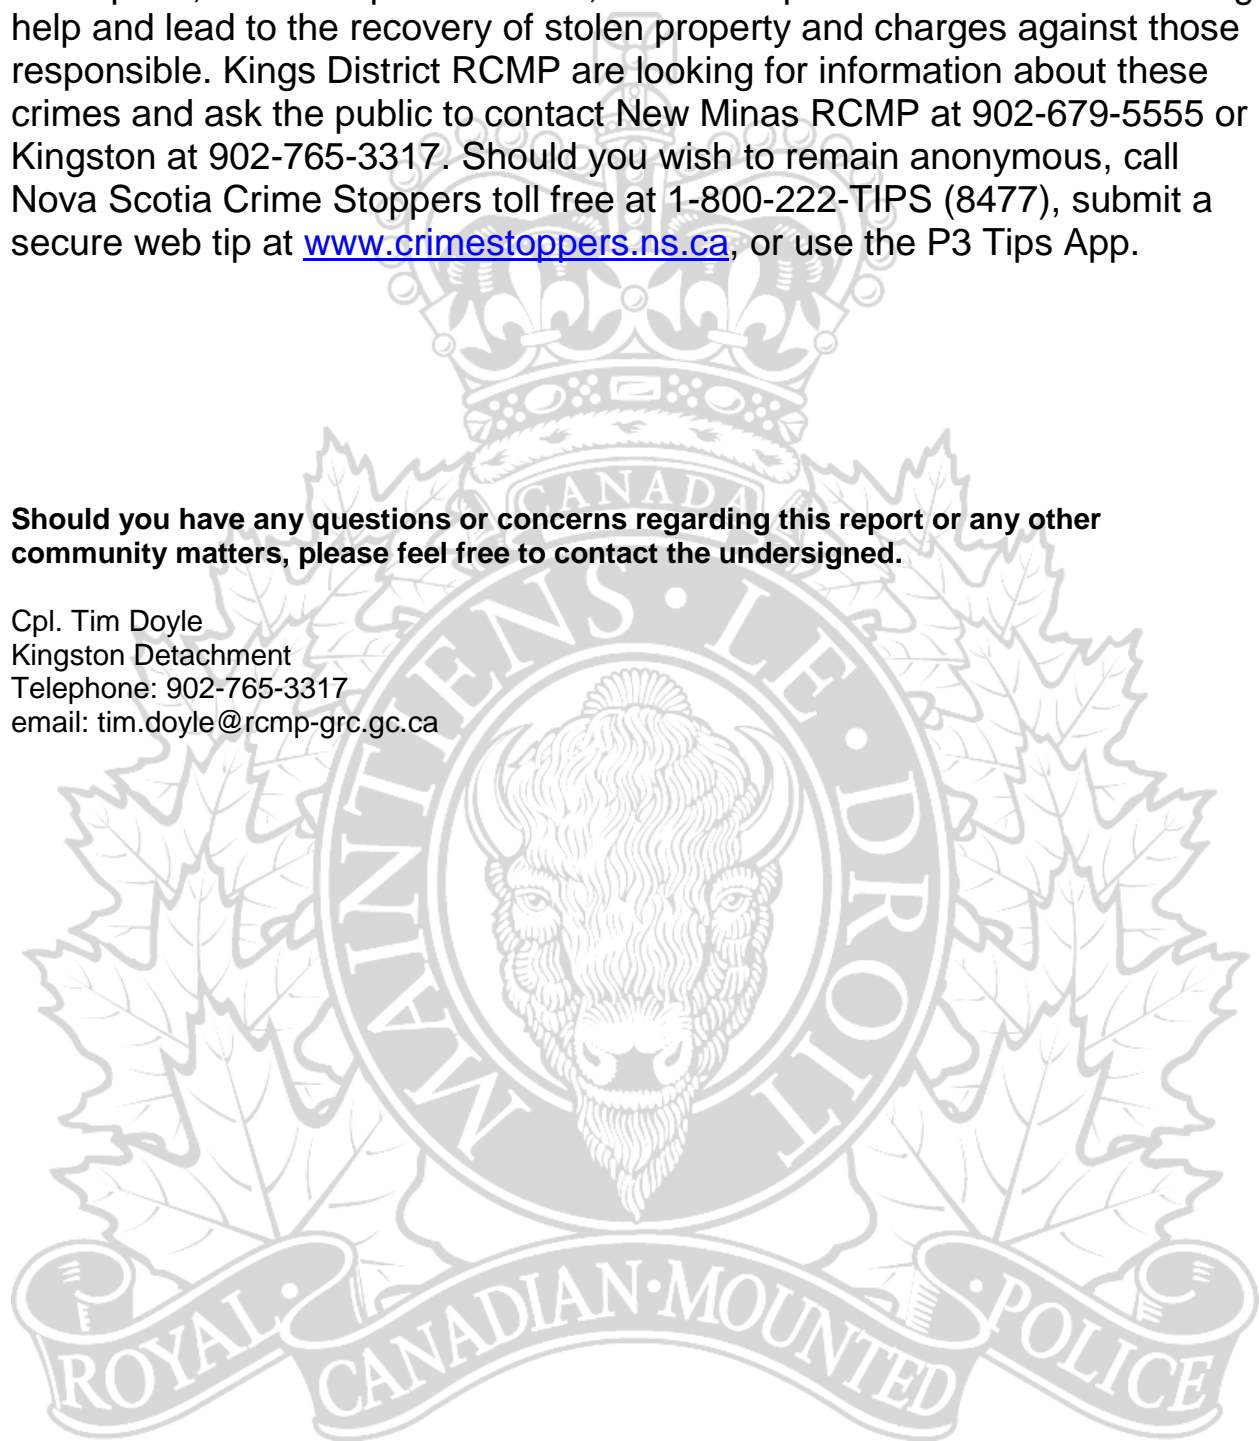 help and lead to the recovery of stolen property and charges against those
responsible. Kings District RCMP are looking for information about these
crimes and ask the public to contact New Minas RCMP at 902-679-5555 or
Kingston at 902-765-3317. Should you wish to remain anonymous, call
Nova Scotia Crime Stoppers toll free at 1-800-222-TIPS (8477), submit a
secure web tip at www.crimestoppers.ns.ca, or use the P3 Tips App.
CANADA
Should you have any questions or concerns regarding this report or any other
community matters, please feel free to contact the undersigned.
Cpl. Tim Doyle
Kingston Detachment
Telephone: 902-765-3317
email: tim.doyle@rcmp-grc.gc.ca
MAINTIENS • LE • DROIT
ROYAL • CANADIAN • MOUNTED • POLICE